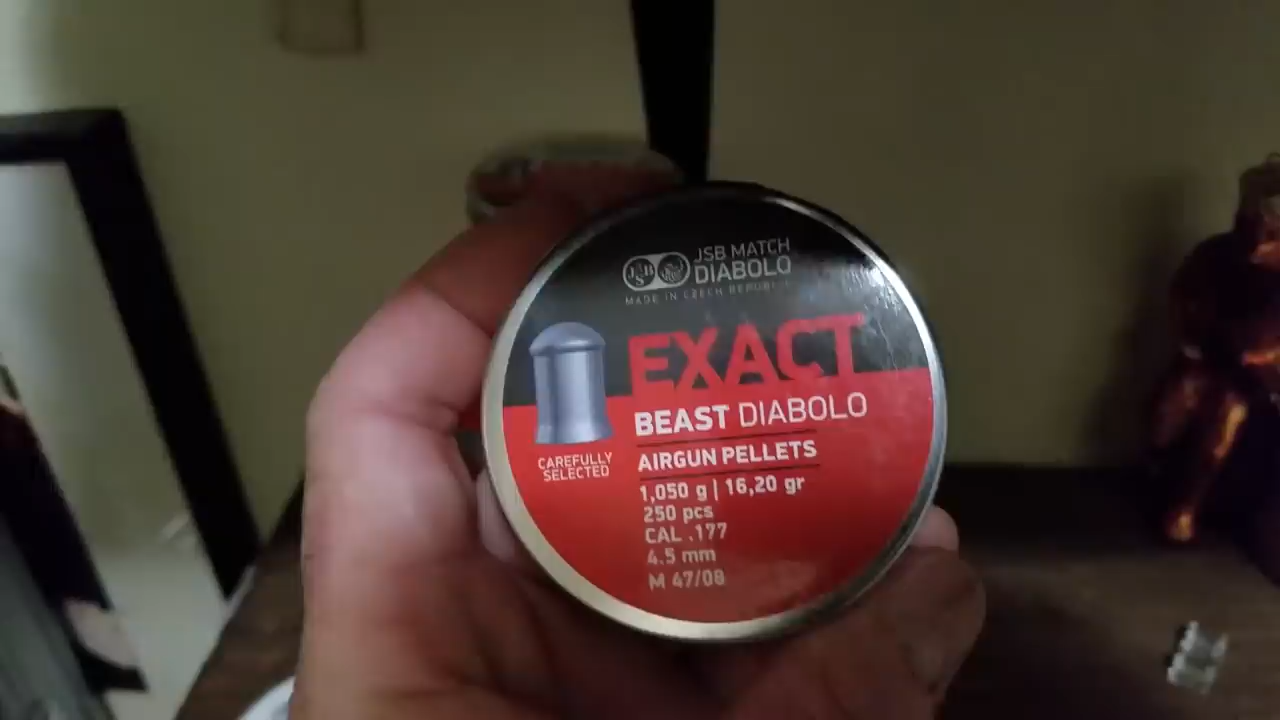 JSB
JSB MATCH
DIABOLO
MADE IN CZECH REPUBLIC
EXACT
BEAST DIABOLO
AIRGUN PELLETS
CAREFULLY
SELECTED
1,050 g | 16,20 gr
250 pcs
CAL .177
4.5 mm
M 47/08